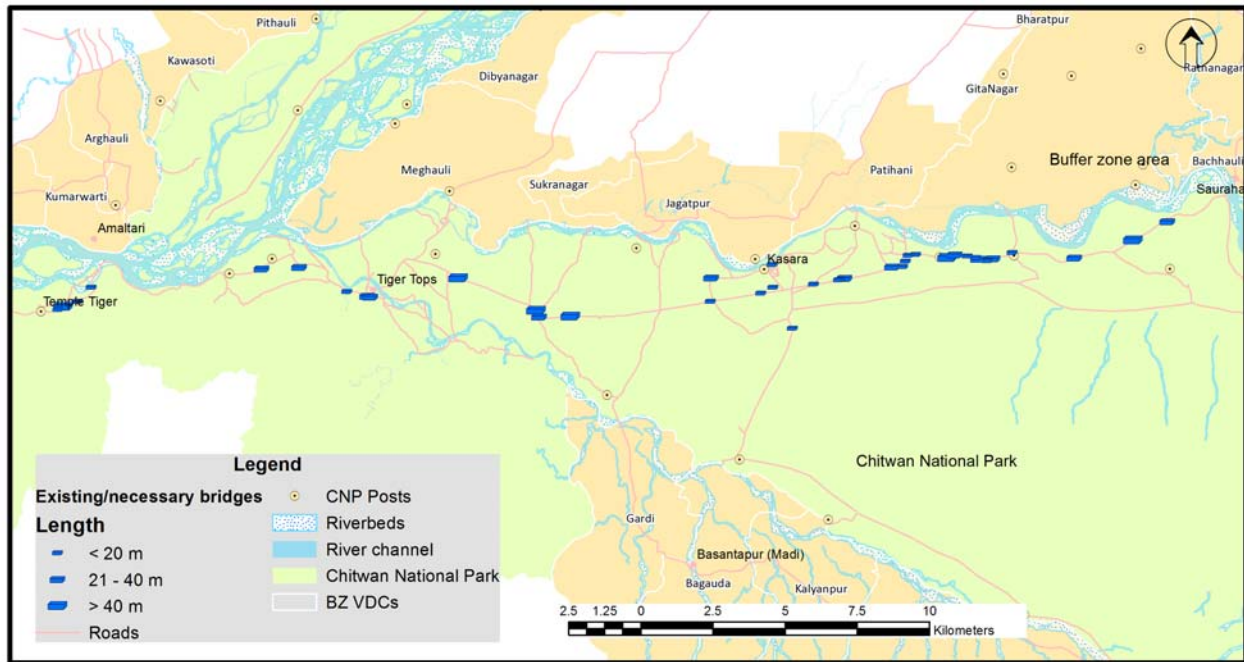 Bharatpur
Pithauli
Kawasoti
Dibyanagar
Ratnanagar
GitaNagar
Arghauli
Buffer zone area
Bachhauli
Meghauli
Patihani
Sukranagar
Sauraha
Kumarwarti
Jagatpur
Amaltari
Kasara
Tiger Tops
Temple Tiger
Chitwan National Park
Gardi
Basantapur (Madi)
Bagauda
Kalyanpur
Legend
Existing/necessary bridges
Length
< 20 m
21 - 40 m
> 40 m
Roads
CNP Posts
Riverbeds
River channel
Chitwan National Park
BZ VDCs
2.5 1.25 0 2.5 5 7.5 10
Kilometers